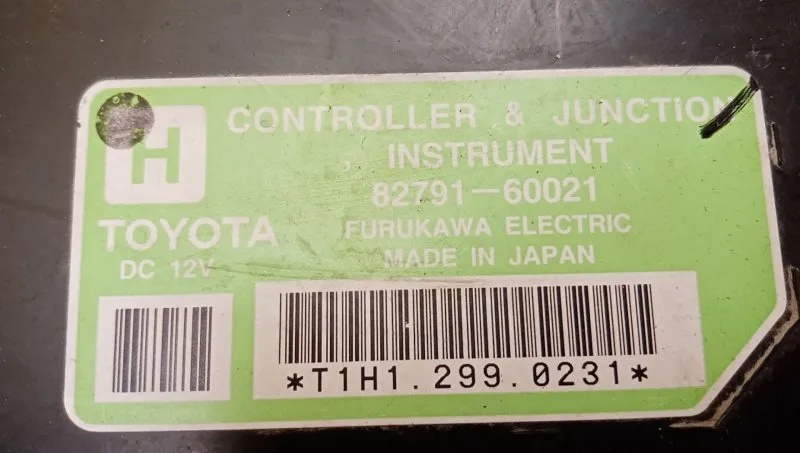 H
CONTROLLER & JUNCTION
INSTRUMENT
82791-60021
TOYOTA
FURUKAWA ELECTRIC
DC 12V
MADE IN JAPAN
*T1H1.299.0231*